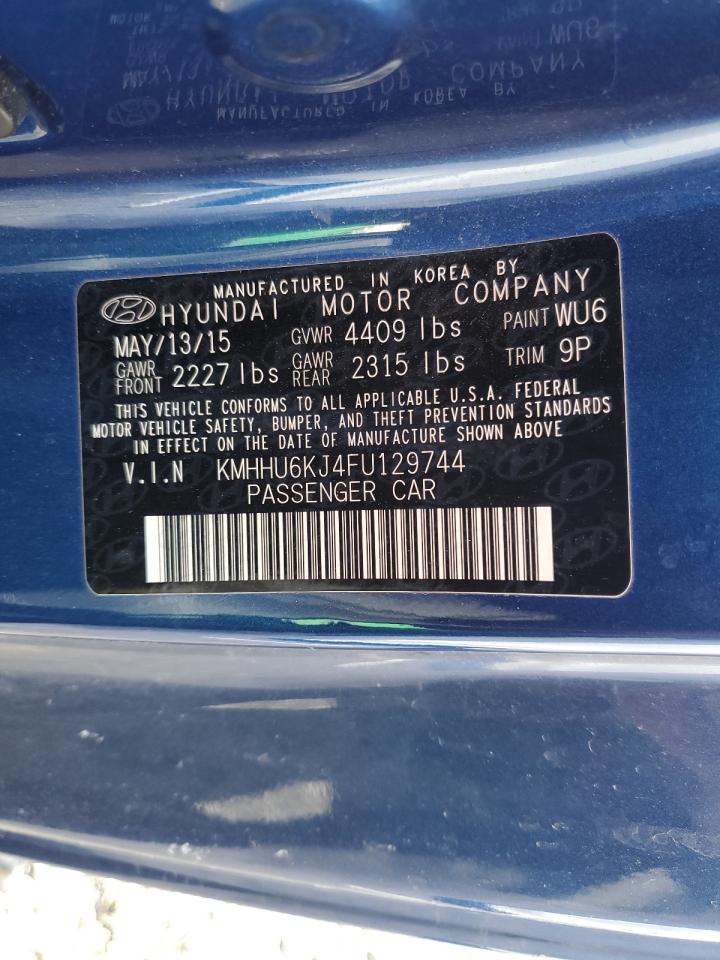 MANUFACTURED IN KOREA BY
HYUNDAI MOTOR COMPANY
MAY/13/15 GVWR 4409 lbs PAINT WU6
GAWR FRONT 2227 lbs GAWR REAR 2315 lbs TRIM 9P
THIS VEHICLE CONFORMS TO ALL APPLICABLE U.S.A. FEDERAL
MOTOR VEHICLE SAFETY, BUMPER, AND THEFT PREVENTION STANDARDS
IN EFFECT ON THE DATE OF MANUFACTURE SHOWN ABOVE
V.I.N KMHHU6KJ4FU129744
PASSENGER CAR